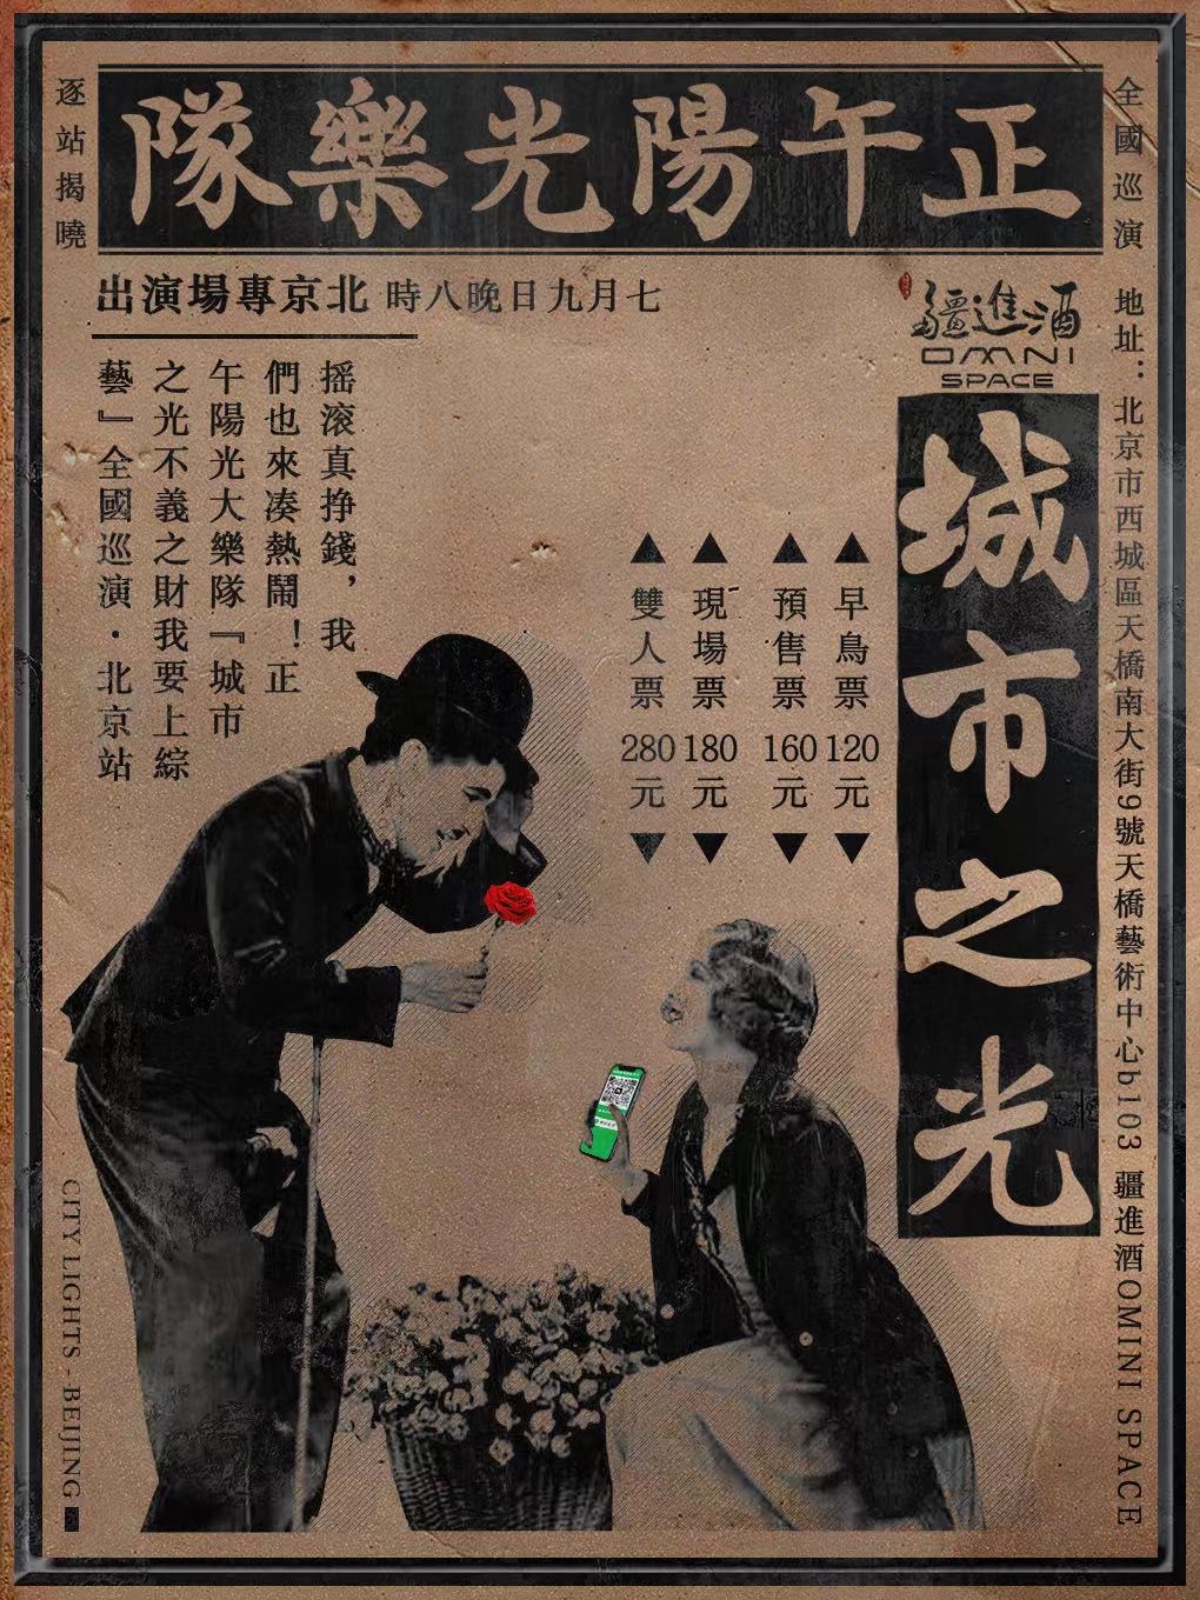 全國巡演
正午陽光樂隊
逐站揭曉
七月九日晚八時 北京專場演出
疆進酒
OMNI
SPACE
城市之光
地址：北京市西城區天橋南大街9號天橋藝術中心b103 疆進酒OMINI SPACE
早鳥票120元
預售票160元
現場票180元
雙人票280元
摇滚真掙錢，我
們也來凑熱鬧！正
午陽光大樂隊『城市
之光不義之財我要上綜
藝』全國巡演·北京站
CITY LIGHTS - BEIJING